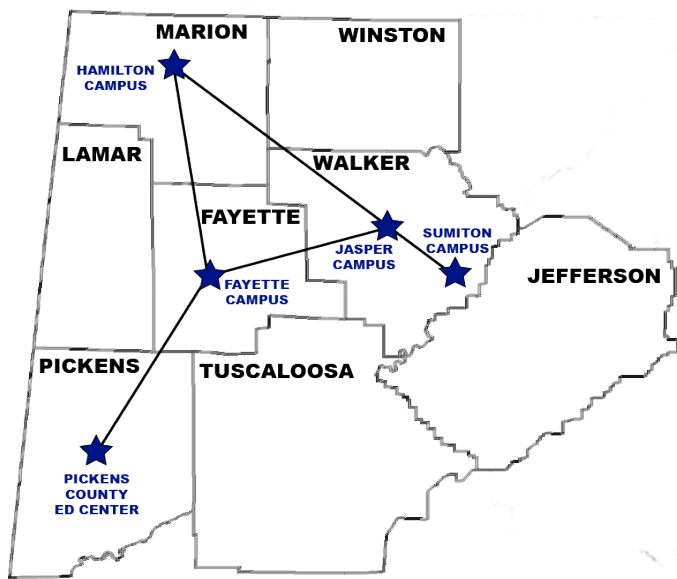 MARION
WINSTON
HAMILTON
CAMPUS
LAMAR
WALKER
FAYETTE
SUMITON
CAMPUS
JASPER
CAMPUS
FAYETTE
CAMPUS
JEFFERSON
PICKENS
TUSCALOOSA
PICKENS
COUNTY
ED CENTER